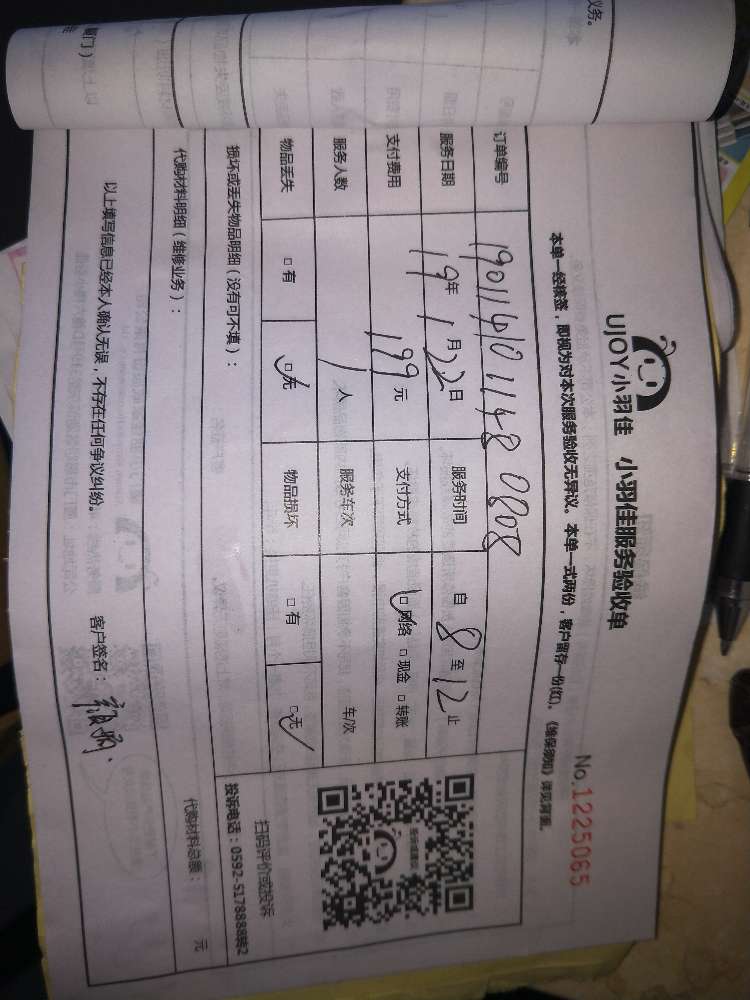 UJOY小羽佳 小羽佳服务验收单
No.1225065
本单一经核签，即视为对本次服务验收无异议。本单一式两份，客户留存一份(红)。《维保须知》详见背面。
订单编号 190116101148 0808
服务日期 19年 1月22日 服务时间 自 8 至 12 止
支付费用 199元 支付方式 □网络 □现金 □转账
服务人数 1人 服务车次 车/次
物品丢失 □有 □无 物品损坏 □有 □无
损坏或丢失物品明细（没有可不填）：
扫码评价或投诉
投诉电话：0592-5178888转2
代购材料明细（维修业务）： 代购材料总额： 元
以上填写信息已经本人确认无误，不存在任何争议纠纷。 客户签名：